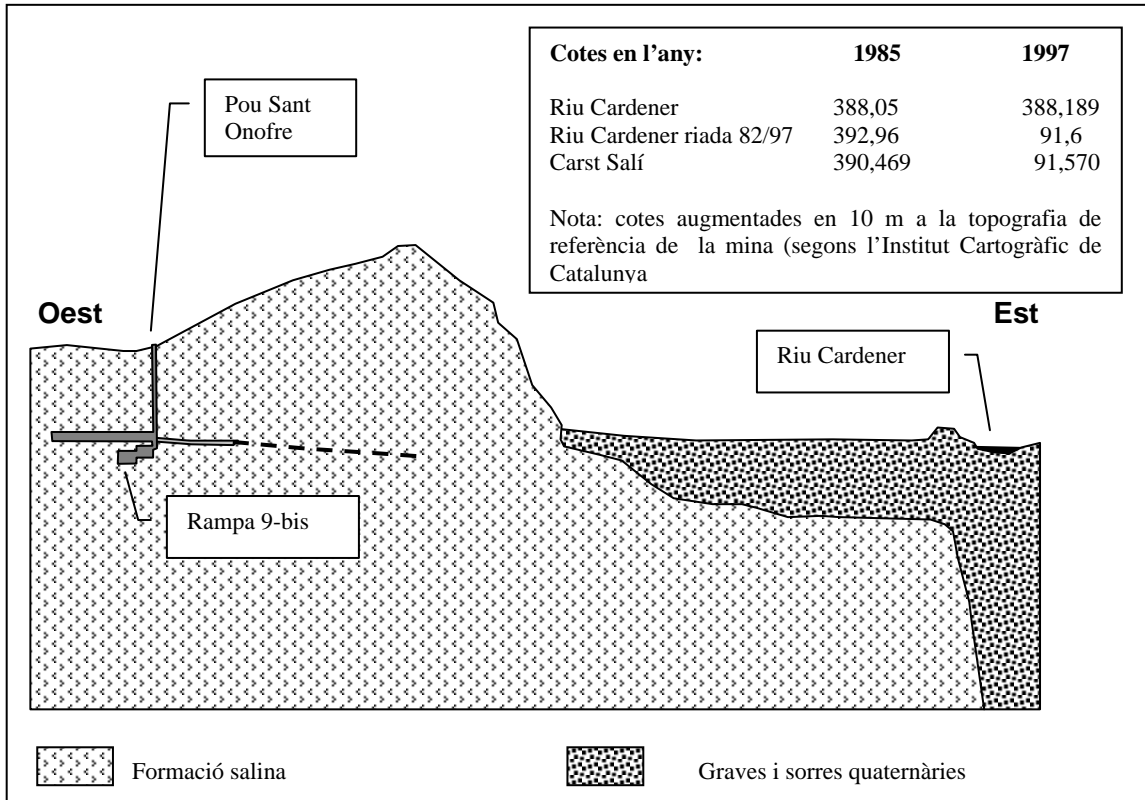 Cotes en l'any: 1985 1997
Riu Cardener 388,05 388,189
Riu Cardener riada 82/97 392,96 91,6
Carst Salí 390,469 91,570
Nota: cotes augmentades en 10 m a la topografia de
referència de la mina (segons l'Institut Cartogràfic de
Catalunya
Pou Sant
Onofre
Oest
Est
Riu Cardener
Rampa 9-bis
Formació salina
Graves i sorres quaternàries